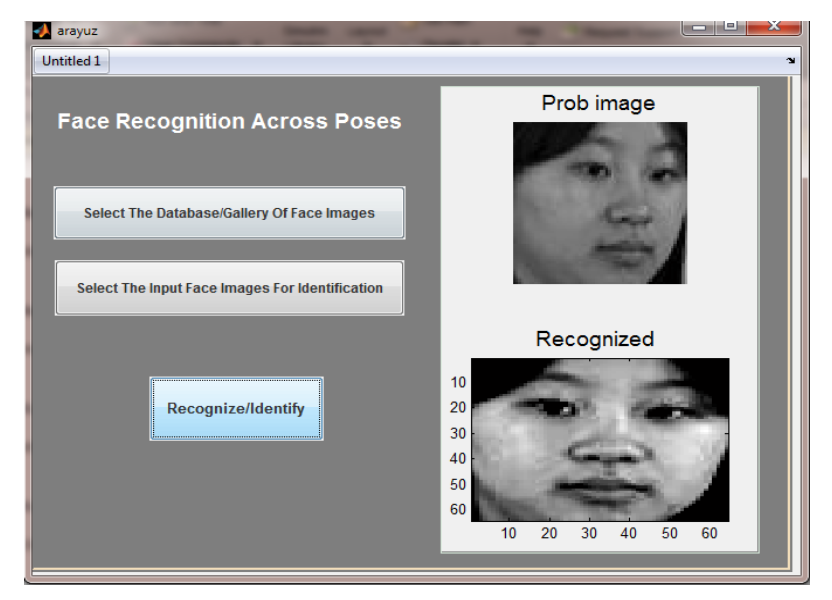 arayuz
Untitled 1
Face Recognition Across Poses
Select The Database/Gallery Of Face Images
Select The Input Face Images For Identification
Recognize/Identify
Prob image
Recognized
10
20
30
40
50
60
10 20 30 40 50 60